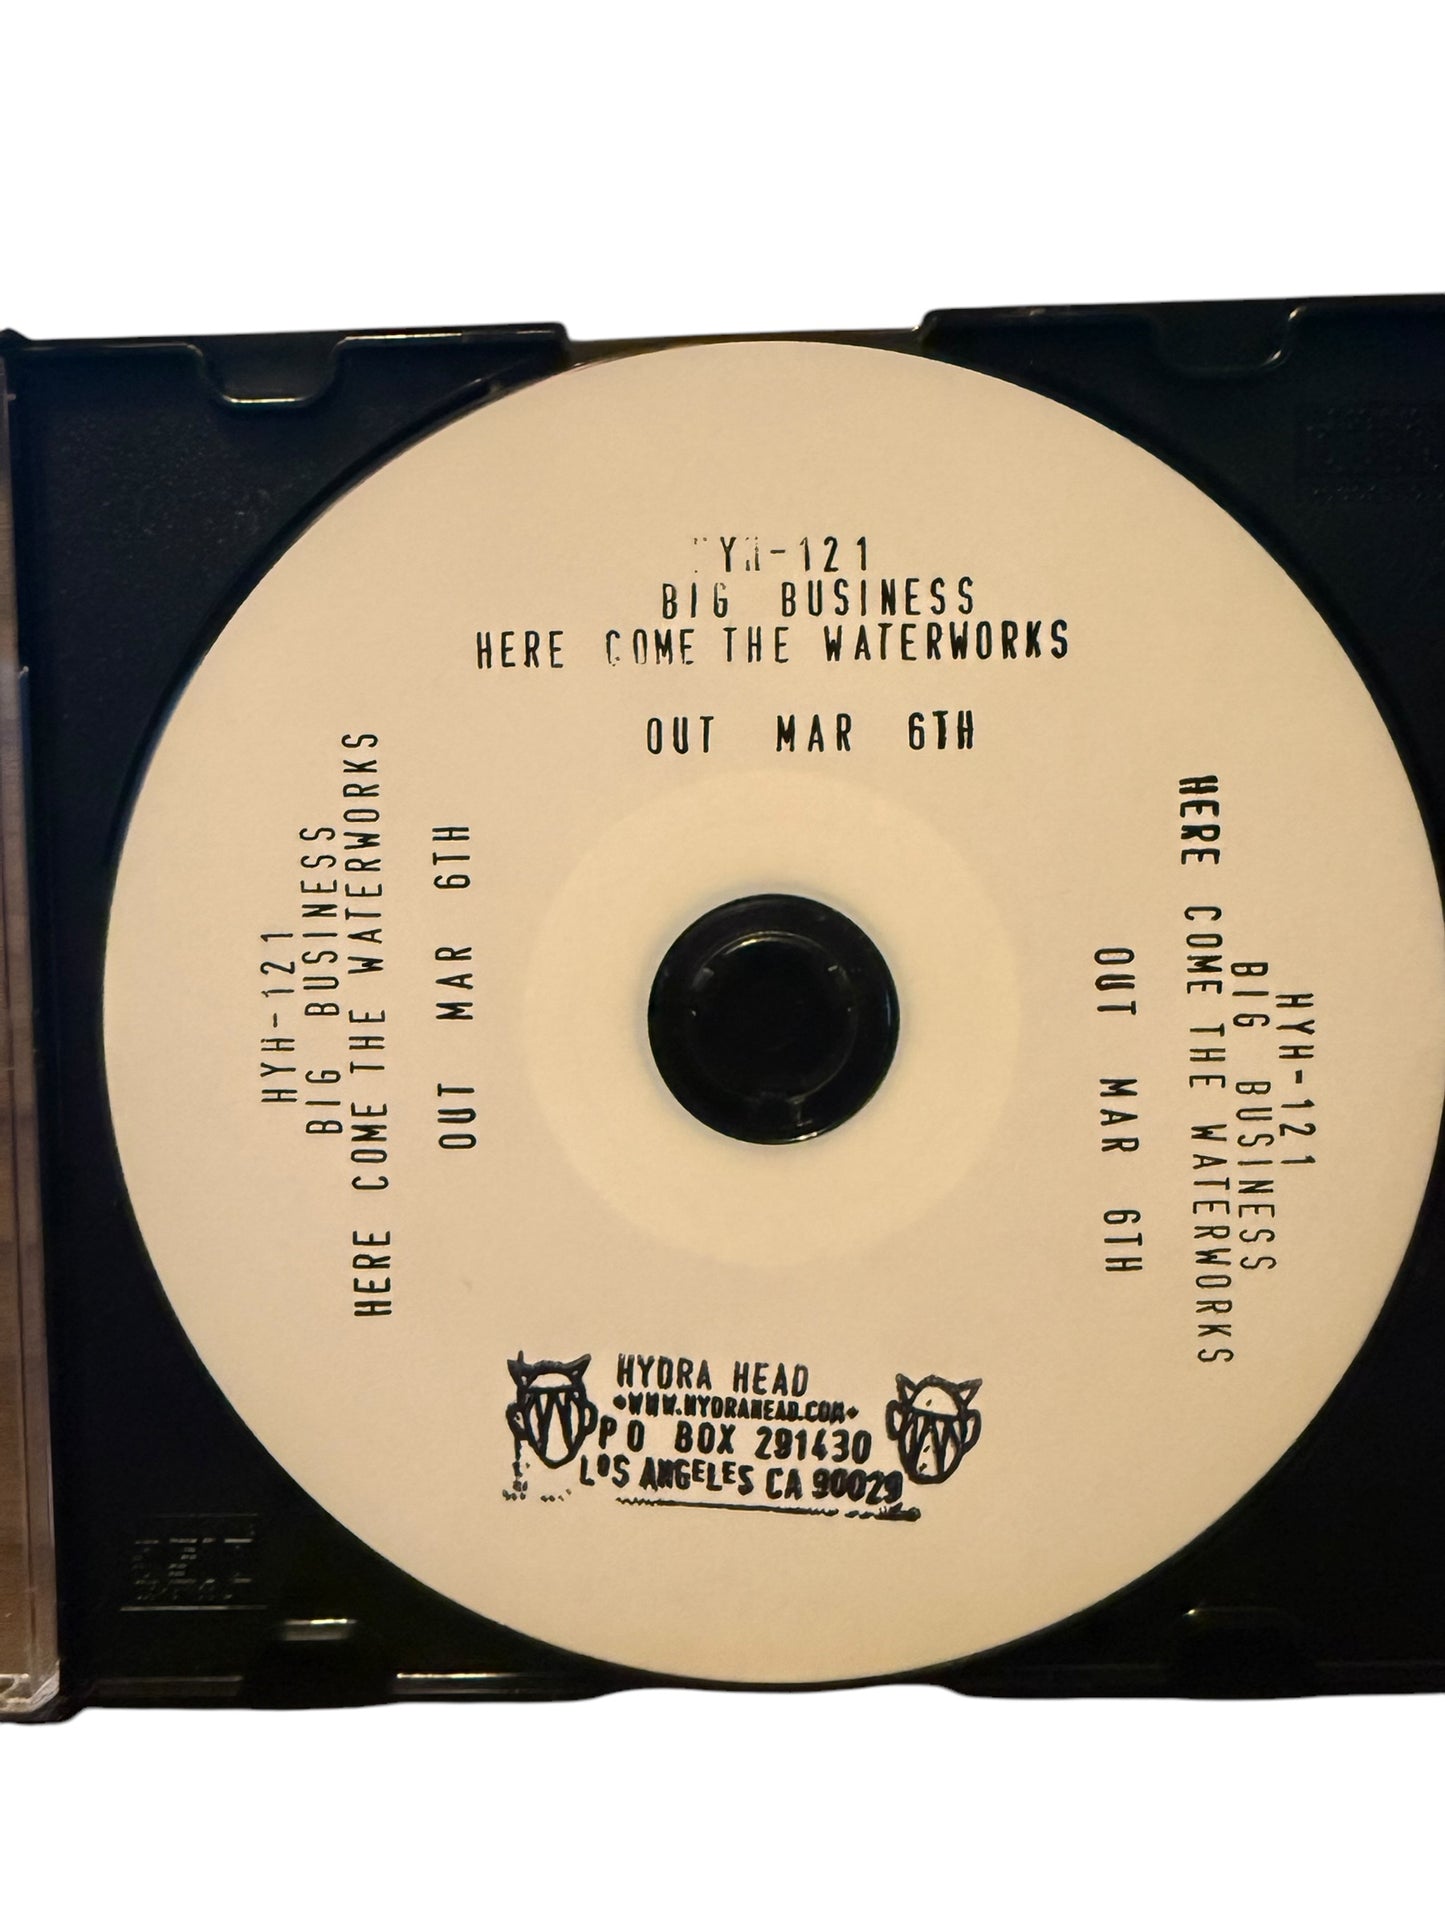 HYH-121
BIG BUSINESS
HERE COME THE WATERWORKS
OUT MAR 6TH
HYH-121
BIG BUSINESS
HERE COME THE WATERWORKS
OUT MAR 6TH
HYH-121
BIG BUSINESS
HERE COME THE WATERWORKS
OUT MAR 6TH
HYDRA HEAD
•WWW.HYDRAHEAD.COM•
PO BOX 291430
LOS ANGELES CA 90029